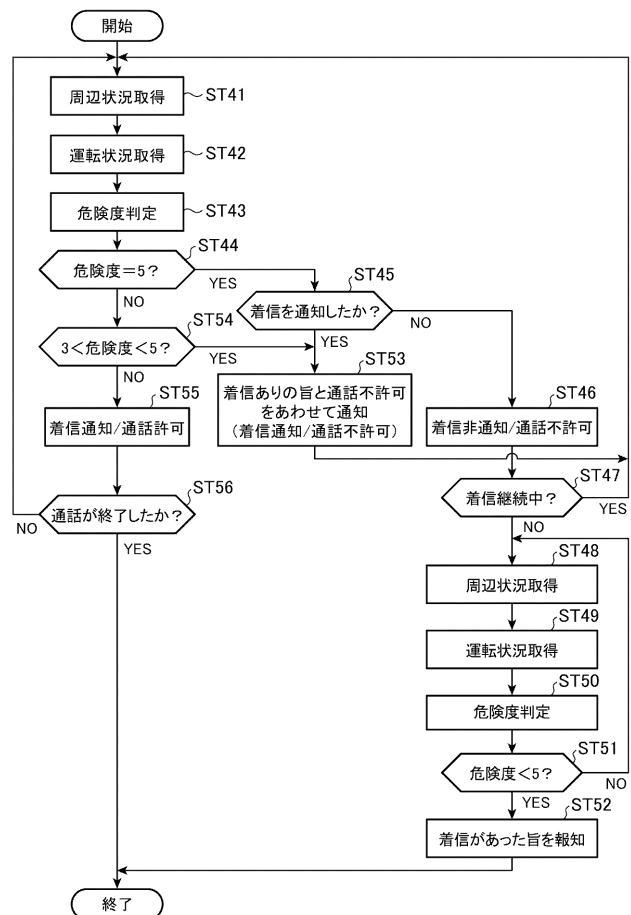 開始
周辺状況取得
ST41
運転状況取得
ST42
危険度判定
ST43
危険度=5?
ST44
YES
NO
着信を通知したか?
ST45
YES
NO
3<危険度<5?
ST54
YES
NO
着信ありの旨と通話不許可
をあわせて通知
(着信通知/通話不許可)
ST53
着信非通知/通話不許可
ST46
着信通知/通話許可
ST55
着信継続中?
ST47
YES
NO
通話が終了したか?
ST56
NO
YES
周辺状況取得
ST48
運転状況取得
ST49
危険度判定
ST50
危険度<5?
ST51
NO
YES
着信があった旨を報知
ST52
終了